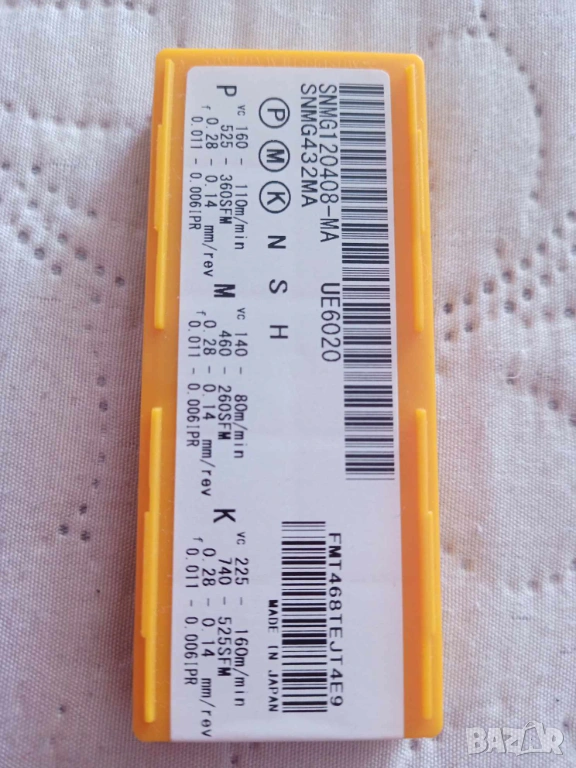 SNMG120408-MA UE6020
SNMG432MA
P M K N S H
P vc 160 - 110m/min
525 - 360SFM
f 0.28 - 0.14 mm/rev
f 0.011 - 0.006IPR
M vc 140 - 80m/min
460 - 260SFM
f 0.28 - 0.14 mm/rev
f 0.011 - 0.006IPR
K vc 225 - 160m/min
740 - 525SFM
f 0.28 - 0.14 mm/rev
f 0.011 - 0.006IPR
FMT468TEJT4E9
MADE IN JAPAN
BAZAR